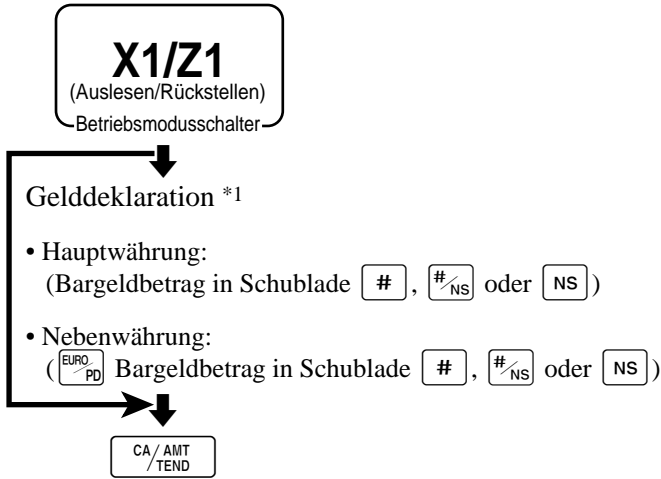 X1/Z1
(Auslesen/Rückstellen)
Betriebsmodusschalter
Gelddeklaration *1
• Hauptwährung:
(Bargeldbetrag in Schublade #, #/NS oder NS)
• Nebenwährung:
(EURO/PD Bargeldbetrag in Schublade #, #/NS oder NS)
CA/AMT
TEND